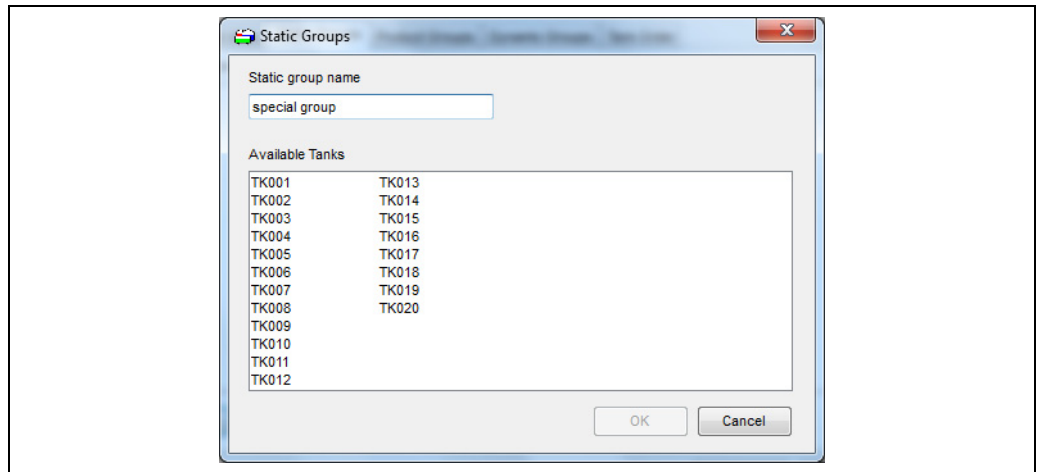 Static Groups
Static group name
special group
Available Tanks
TK001 TK013
TK002 TK014
TK003 TK015
TK004 TK016
TK005 TK017
TK006 TK018
TK007 TK019
TK008 TK020
TK009
TK010
TK011
TK012
OK Cancel